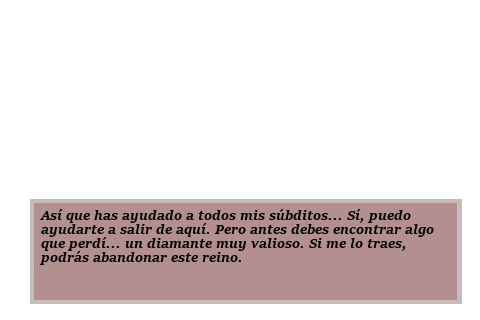 Así que has ayudado a todos mis súbditos... Sí, puedo
ayudarte a salir de aquí. Pero antes debes encontrar algo
que perdí... un diamante muy valioso. Si me lo traes,
podrás abandonar este reino.